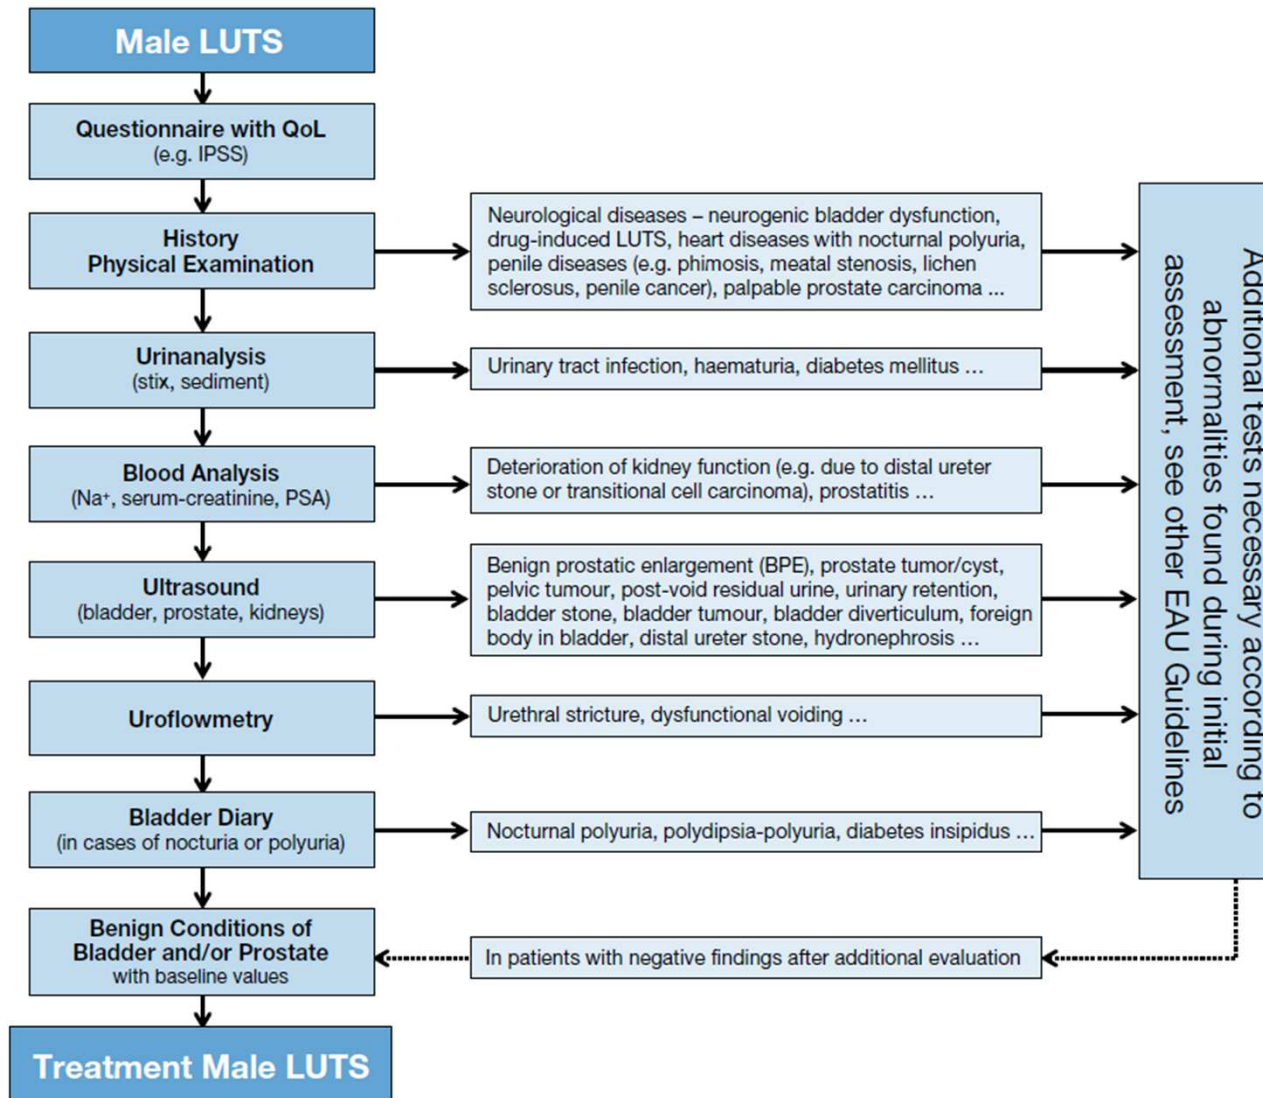 Male LUTS
Questionnaire with QoL
(e.g. IPSS)
History
Physical Examination
Neurological diseases – neurogenic bladder dysfunction,
drug-induced LUTS, heart diseases with nocturnal polyuria,
penile diseases (e.g. phimosis, meatal stenosis, lichen
sclerosus, penile cancer), palpable prostate carcinoma ...
Urinanalysis
(stix, sediment)
Urinary tract infection, haematuria, diabetes mellitus ...
Blood Analysis
(Na⁺, serum-creatinine, PSA)
Deterioration of kidney function (e.g. due to distal ureter
stone or transitional cell carcinoma), prostatitis ...
Ultrasound
(bladder, prostate, kidneys)
Benign prostatic enlargement (BPE), prostate tumor/cyst,
pelvic tumour, post-void residual urine, urinary retention,
bladder stone, bladder tumour, bladder diverticulum, foreign
body in bladder, distal ureter stone, hydronephrosis ...
Uroflowmetry
Urethral stricture, dysfunctional voiding ...
Bladder Diary
(in cases of nocturia or polyuria)
Nocturnal polyuria, polydipsia-polyuria, diabetes insipidus ...
Additional tests necessary according to
abnormalities found during initial
assessment, see other EAU Guidelines
Benign Conditions of
Bladder and/or Prostate
with baseline values
In patients with negative findings after additional evaluation
Treatment Male LUTS